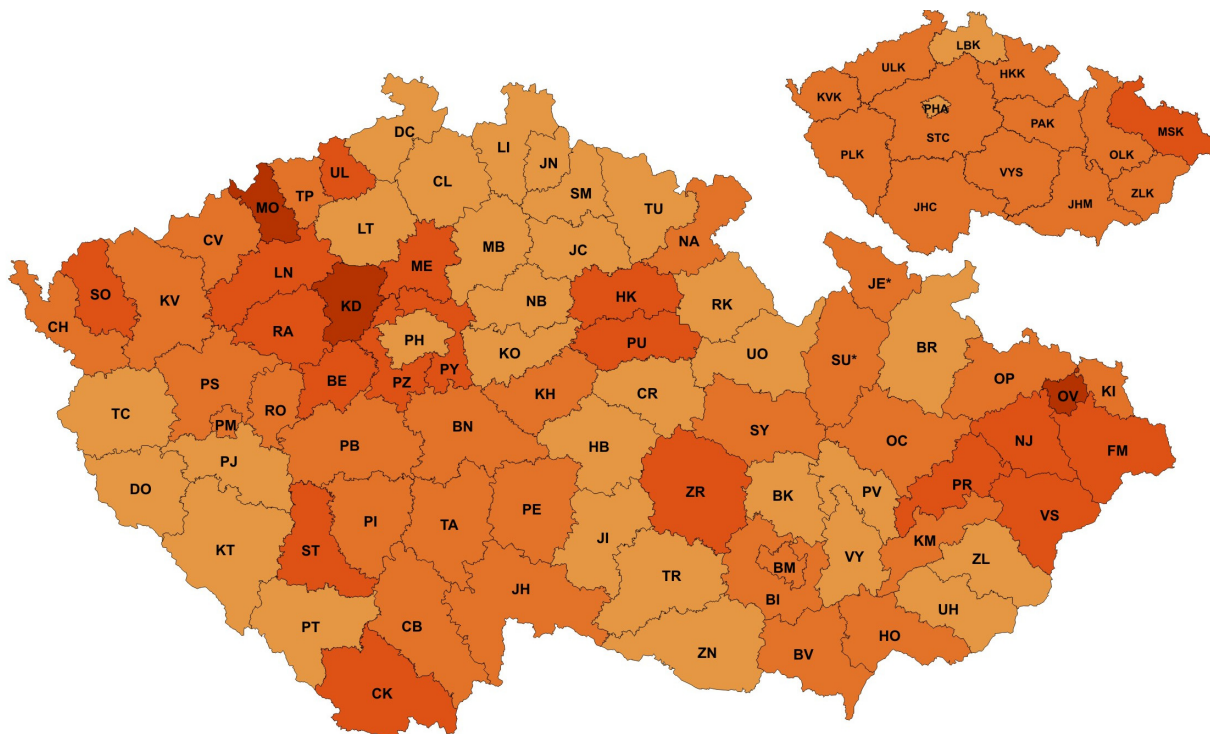 LBK
ULK
HKK
KVK
PHA
PAK
MSK
STC
PLK
OLK
VYS
ZLK
JHC
JHM
DC
LI
JN
UL
CL
SM
TP
MO
TU
LT
CV
MB
JC
NA
LN
ME
SO
KV
KD
NB
HK
RK
JE*
CH
RA
PH
KO
PU
UO
SU*
BR
BE
PZ
PY
OP
KI
OV
PS
RO
KH
CR
TC
PM
BN
SY
OC
NJ
FM
PB
HB
PJ
DO
ZR
BK
PV
PR
VS
PI
TA
PE
KT
ST
JI
KM
VY
ZL
TR
BM
JH
BI
UH
PT
CB
HO
ZN
BV
CK